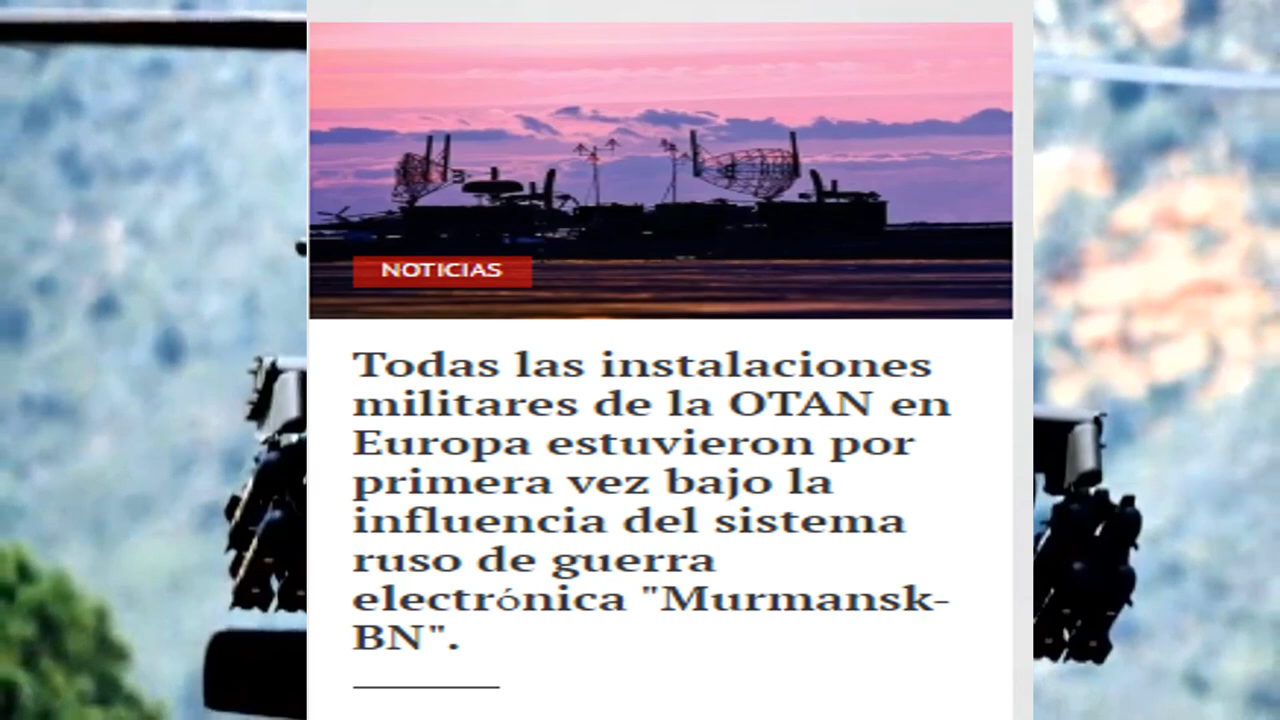 NOTICIAS
Todas las instalaciones
militares de la OTAN en
Europa estuvieron por
primera vez bajo la
influencia del sistema
ruso de guerra
electrónica "Murmansk-
BN".